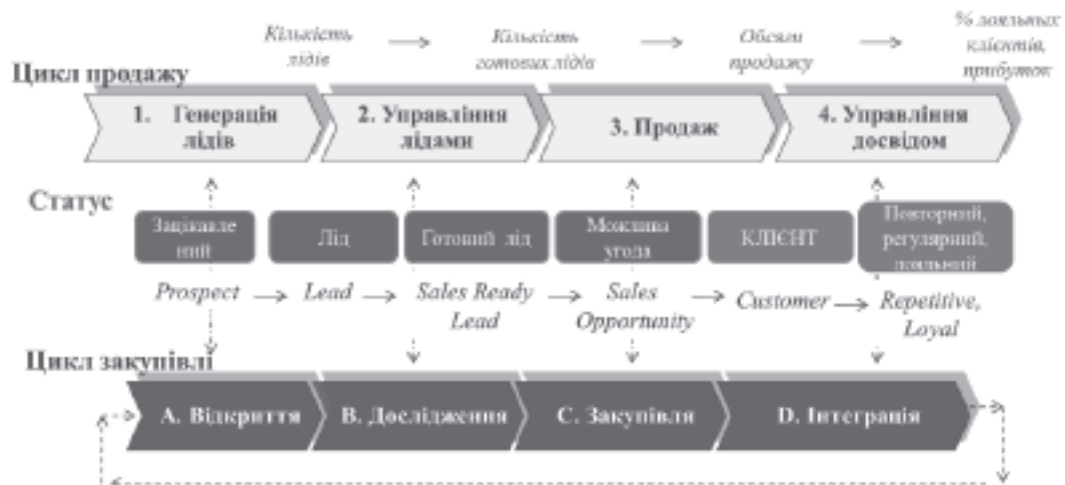 Кількість
лідів
Кількість
готових лідів
Обсяги
продажу
% лояльних
клієнтів,
прибуток
Цикл продажу
1. Генерація
лідів
2. Управління
лідами
3. Продаж
4. Управління
досвідом
Статус
Зацікавле
ний
Лід
Готовий лід
Можлива
угода
КЛІЄНТ
Повторний,
регулярний,
лояльний
Prospect
Lead
Sales Ready
Lead
Sales
Opportunity
Customer
Repetitive,
Loyal
Цикл закупівлі
A. Відкриття
B. Дослідження
C. Закупівля
D. Інтеграція